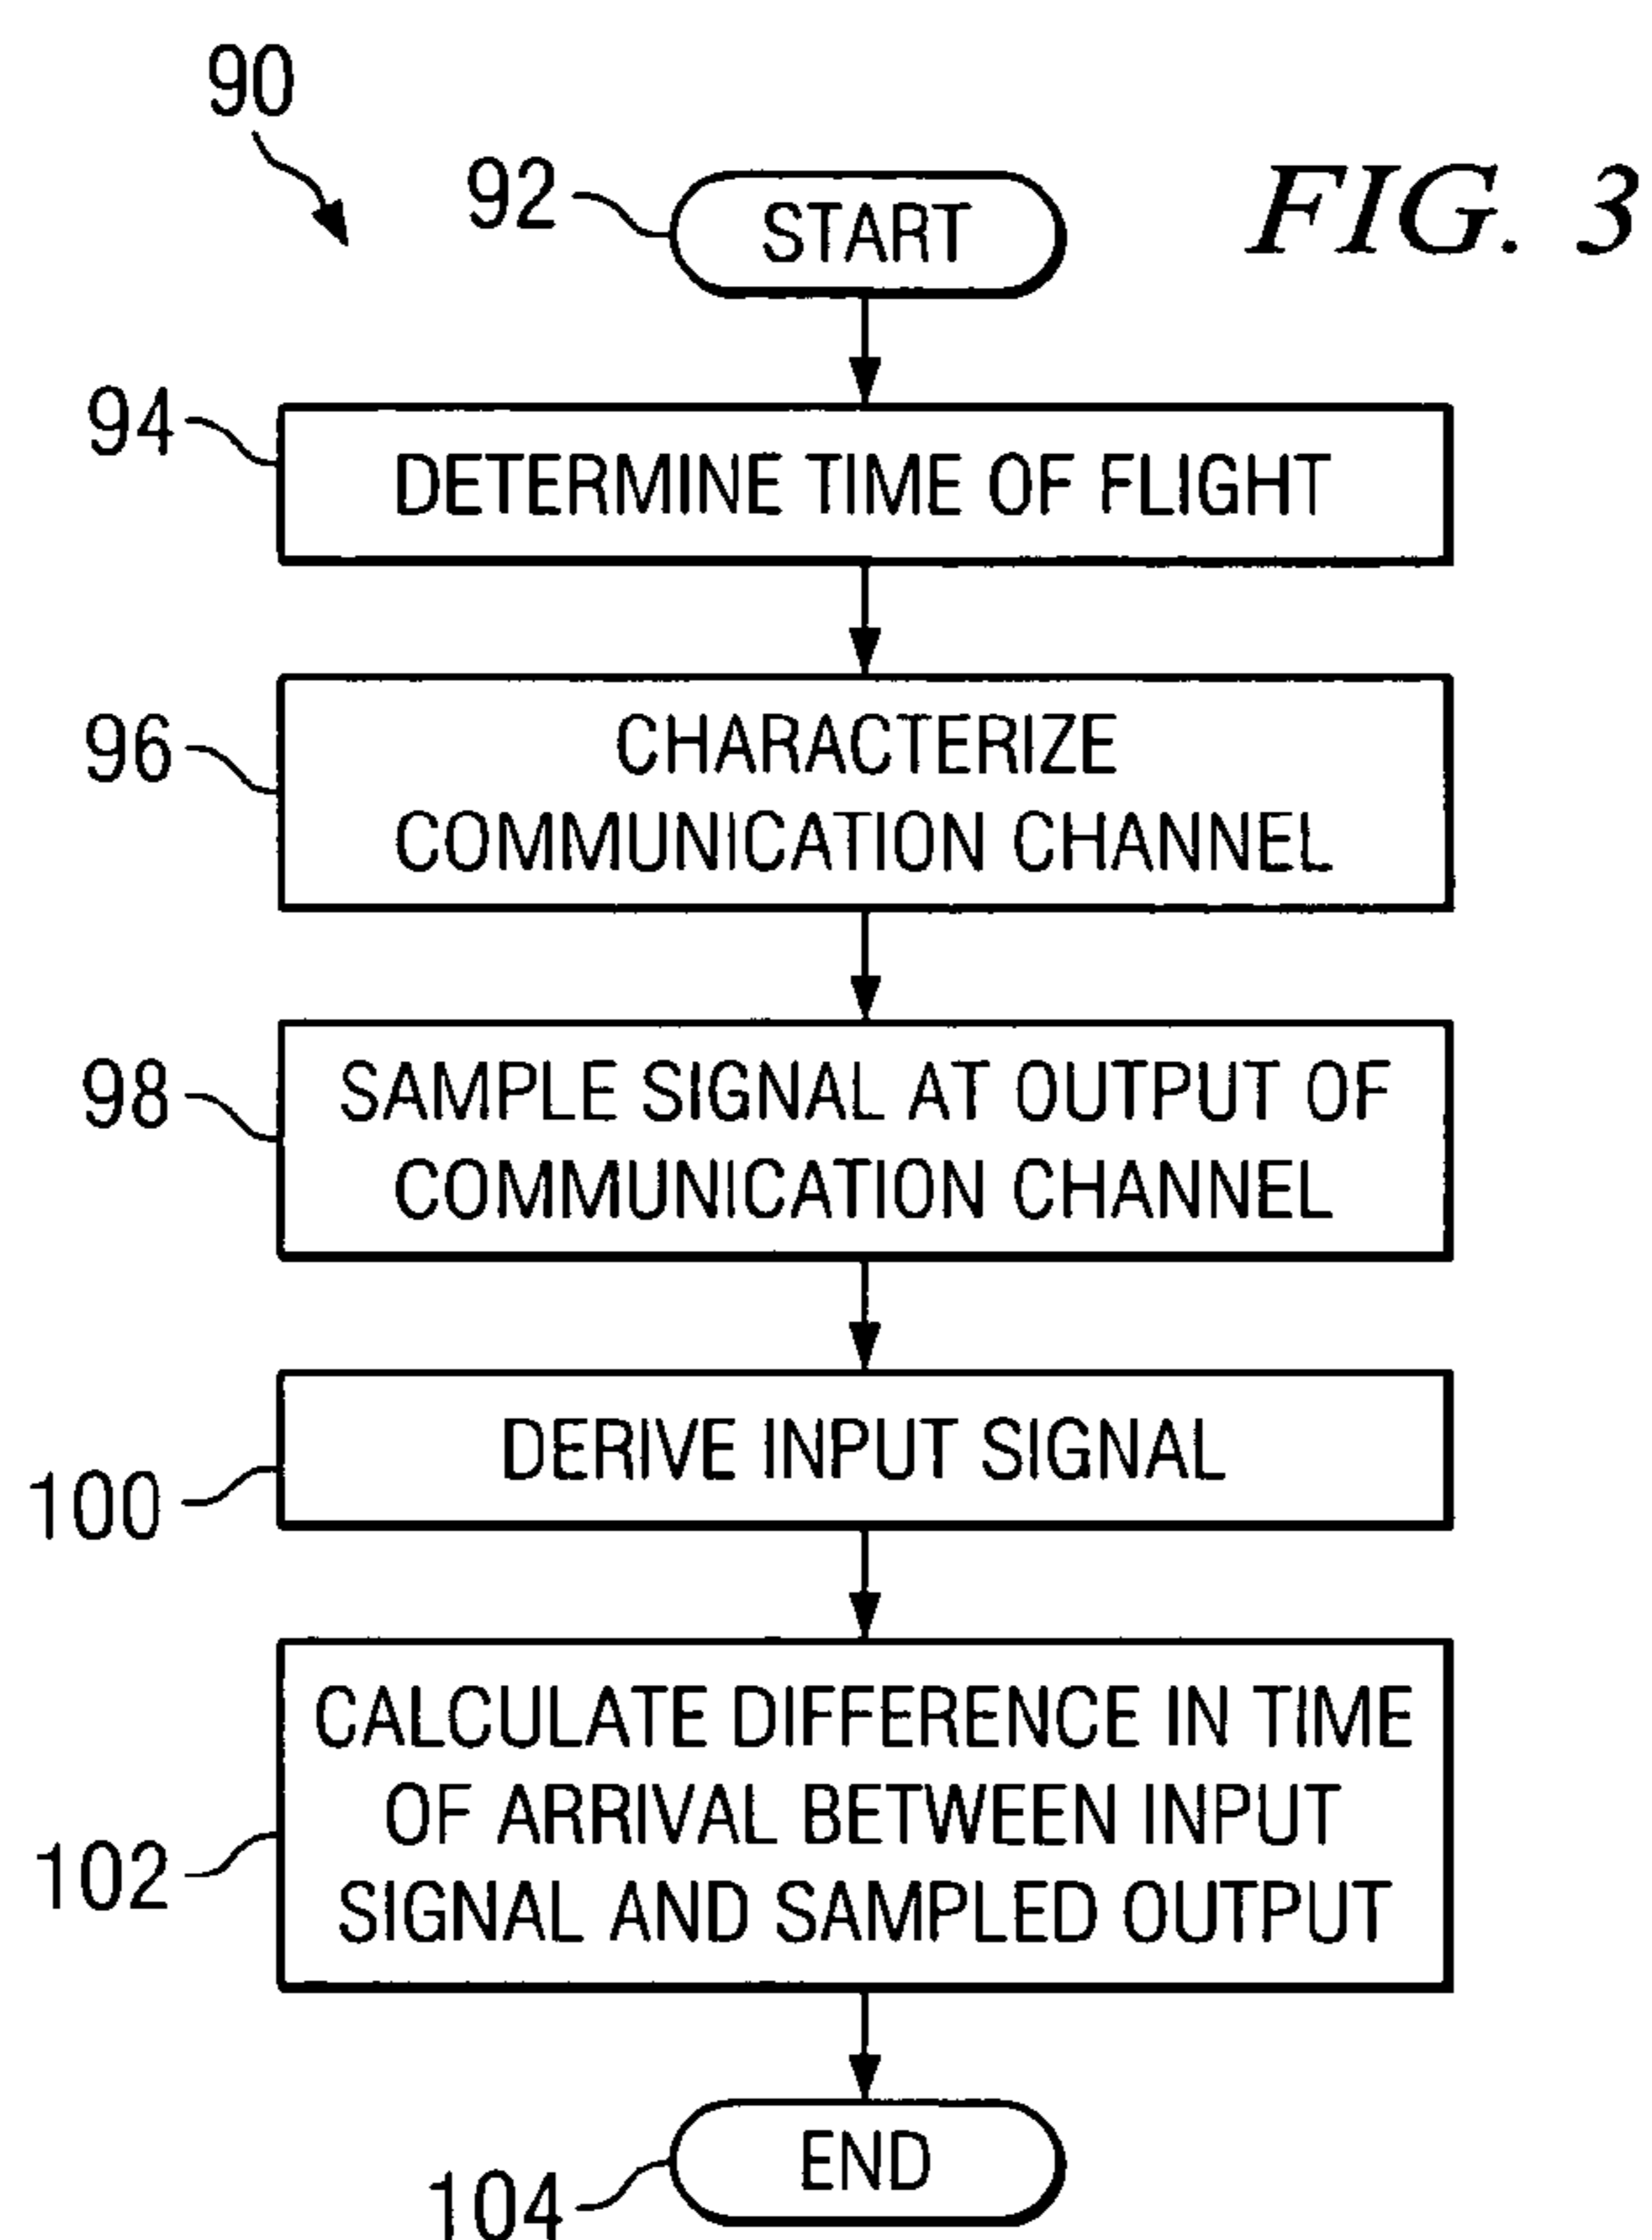 90
92
START
FIG. 3
94
DETERMINE TIME OF FLIGHT
96
CHARACTERIZE
COMMUNICATION CHANNEL
98
SAMPLE SIGNAL AT OUTPUT OF
COMMUNICATION CHANNEL
100
DERIVE INPUT SIGNAL
102
CALCULATE DIFFERENCE IN TIME
OF ARRIVAL BETWEEN INPUT
SIGNAL AND SAMPLED OUTPUT
104
END